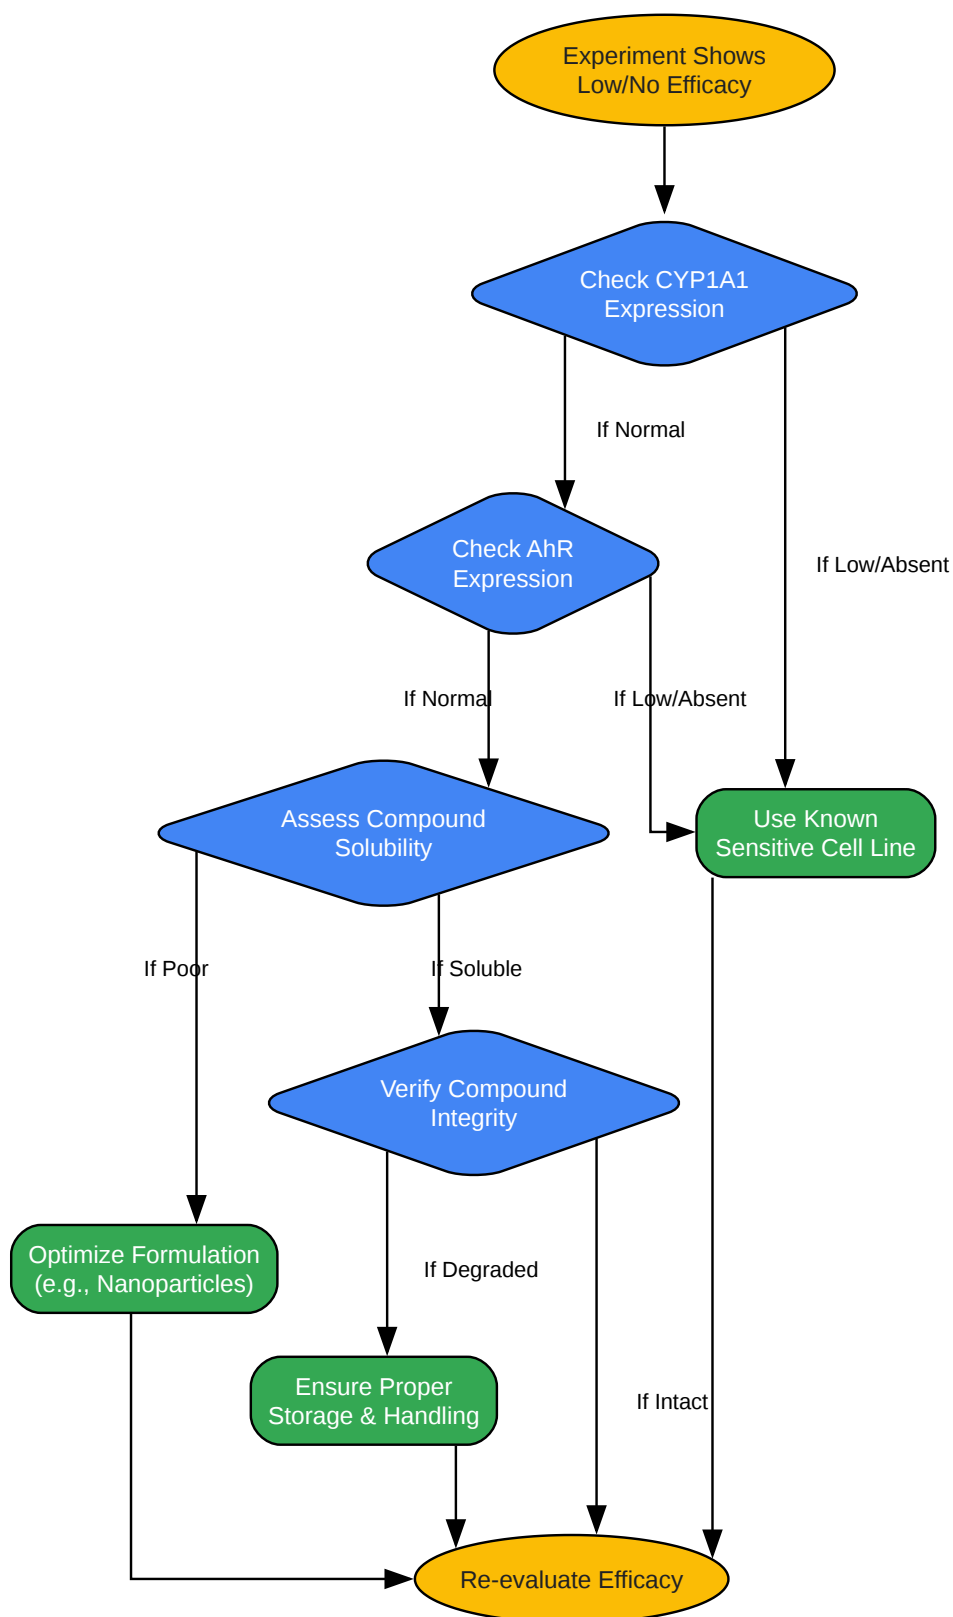 Experiment Shows
Low/No Efficacy
Check CYP1A1
Expression
If Normal
If Low/Absent
Check AhR
Expression
If Normal
If Low/Absent
Assess Compound
Solubility
Use Known
Sensitive Cell Line
If Poor
If Soluble
Verify Compound
Integrity
Optimize Formulation
(e.g., Nanoparticles)
If Degraded
Ensure Proper
Storage & Handling
If Intact
Re-evaluate Efficacy